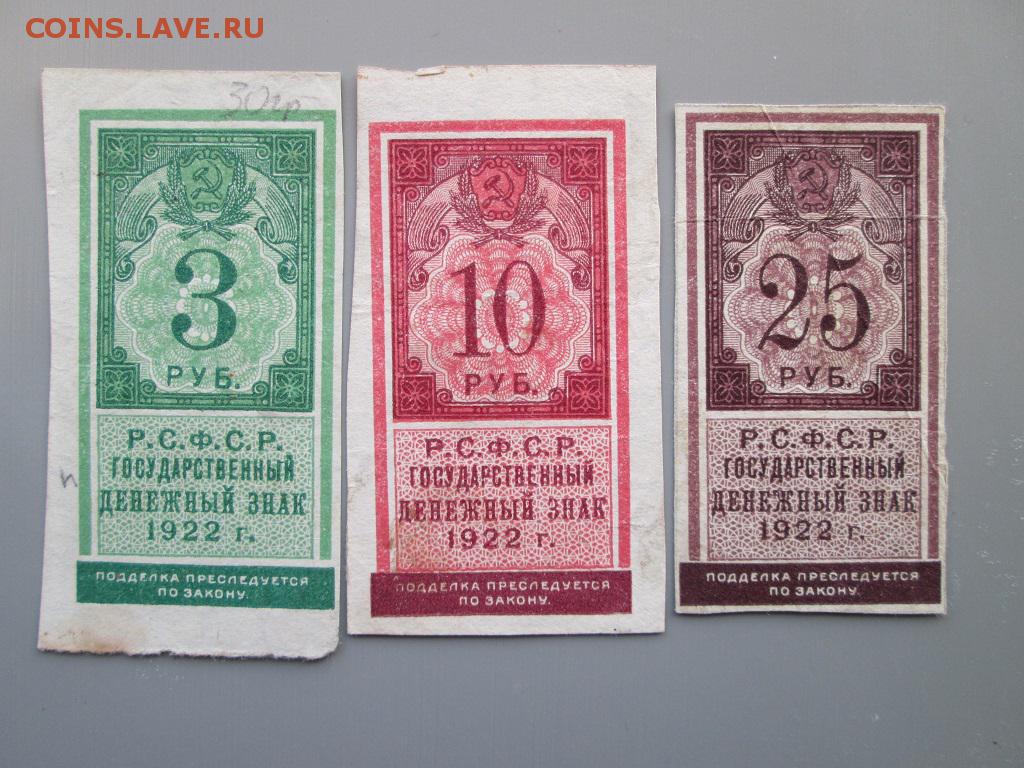 COINS.LAVE.RU
30гр
3
РУБ.
Р.С.Ф.С.Р.
ГОСУДАРСТВЕННЫЙ
ДЕНЕЖНЫЙ ЗНАК
1922 г.
ПОДДЕЛКА ПРЕСЛЕДУЕТСЯ
ПО ЗАКОНУ.
10
РУБ.
Р.С.Ф.С.Р.
ГОСУДАРСТВЕННЫЙ
ДЕНЕЖНЫЙ ЗНАК
1922 г.
ПОДДЕЛКА ПРЕСЛЕДУЕТСЯ
ПО ЗАКОНУ.
25
РУБ.
Р.С.Ф.С.Р.
ГОСУДАРСТВЕННЫЙ
ДЕНЕЖНЫЙ ЗНАК
1922 г.
ПОДДЕЛКА ПРЕСЛЕДУЕТСЯ
ПО ЗАКОНУ.